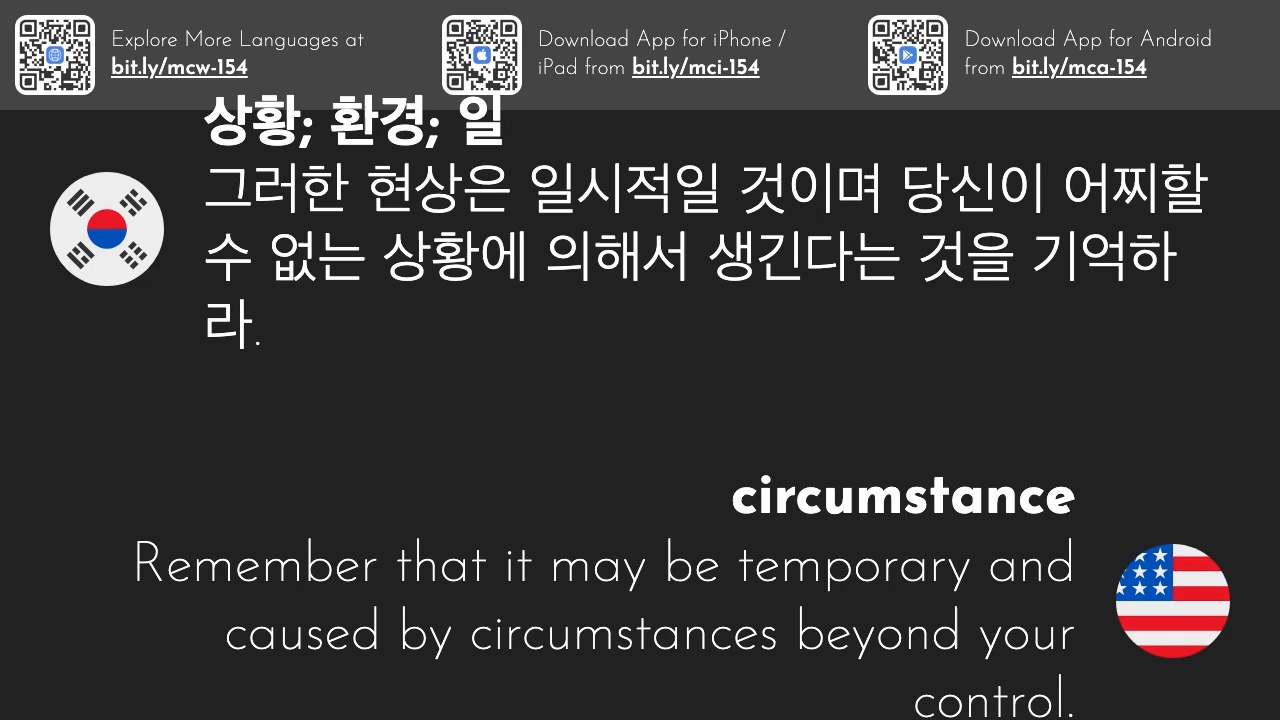 Explore More Languages at
bit.ly/mcw-154
Download App for iPhone /
iPad from bit.ly/mci-154
Download App for Android
from bit.ly/mca-154
상황; 환경; 일
그러한 현상은 일시적일 것이며 당신이 어찌할
수 없는 상황에 의해서 생긴다는 것을 기억하
라.
circumstance
Remember that it may be temporary and
caused by circumstances beyond your
control.